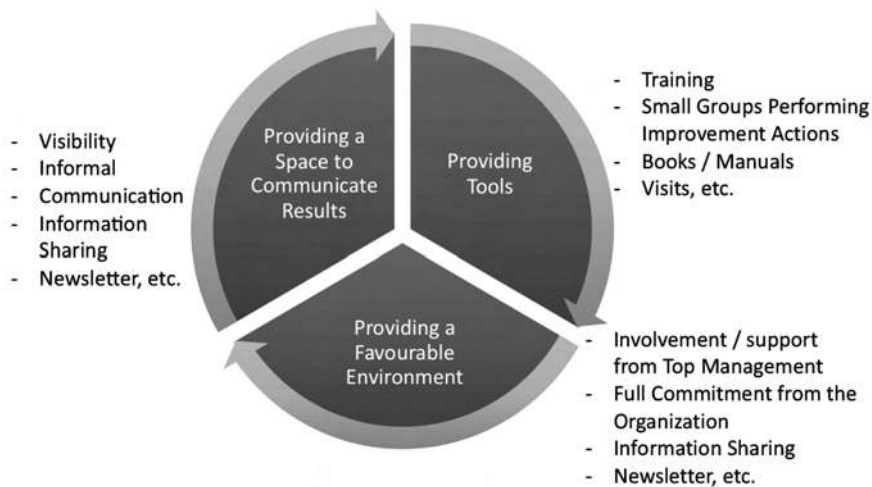 Providing a
Space to
Communicate
Results
Providing
Tools
Providing a
Favourable
Environment
- Visibility
- Informal
- Communication
- Information
Sharing
- Newsletter, etc.
- Training
- Small Groups Performing
Improvement Actions
- Books / Manuals
- Visits, etc.
- Involvement / support
from Top Management
- Full Commitment from the
Organization
- Information Sharing
- Newsletter, etc.